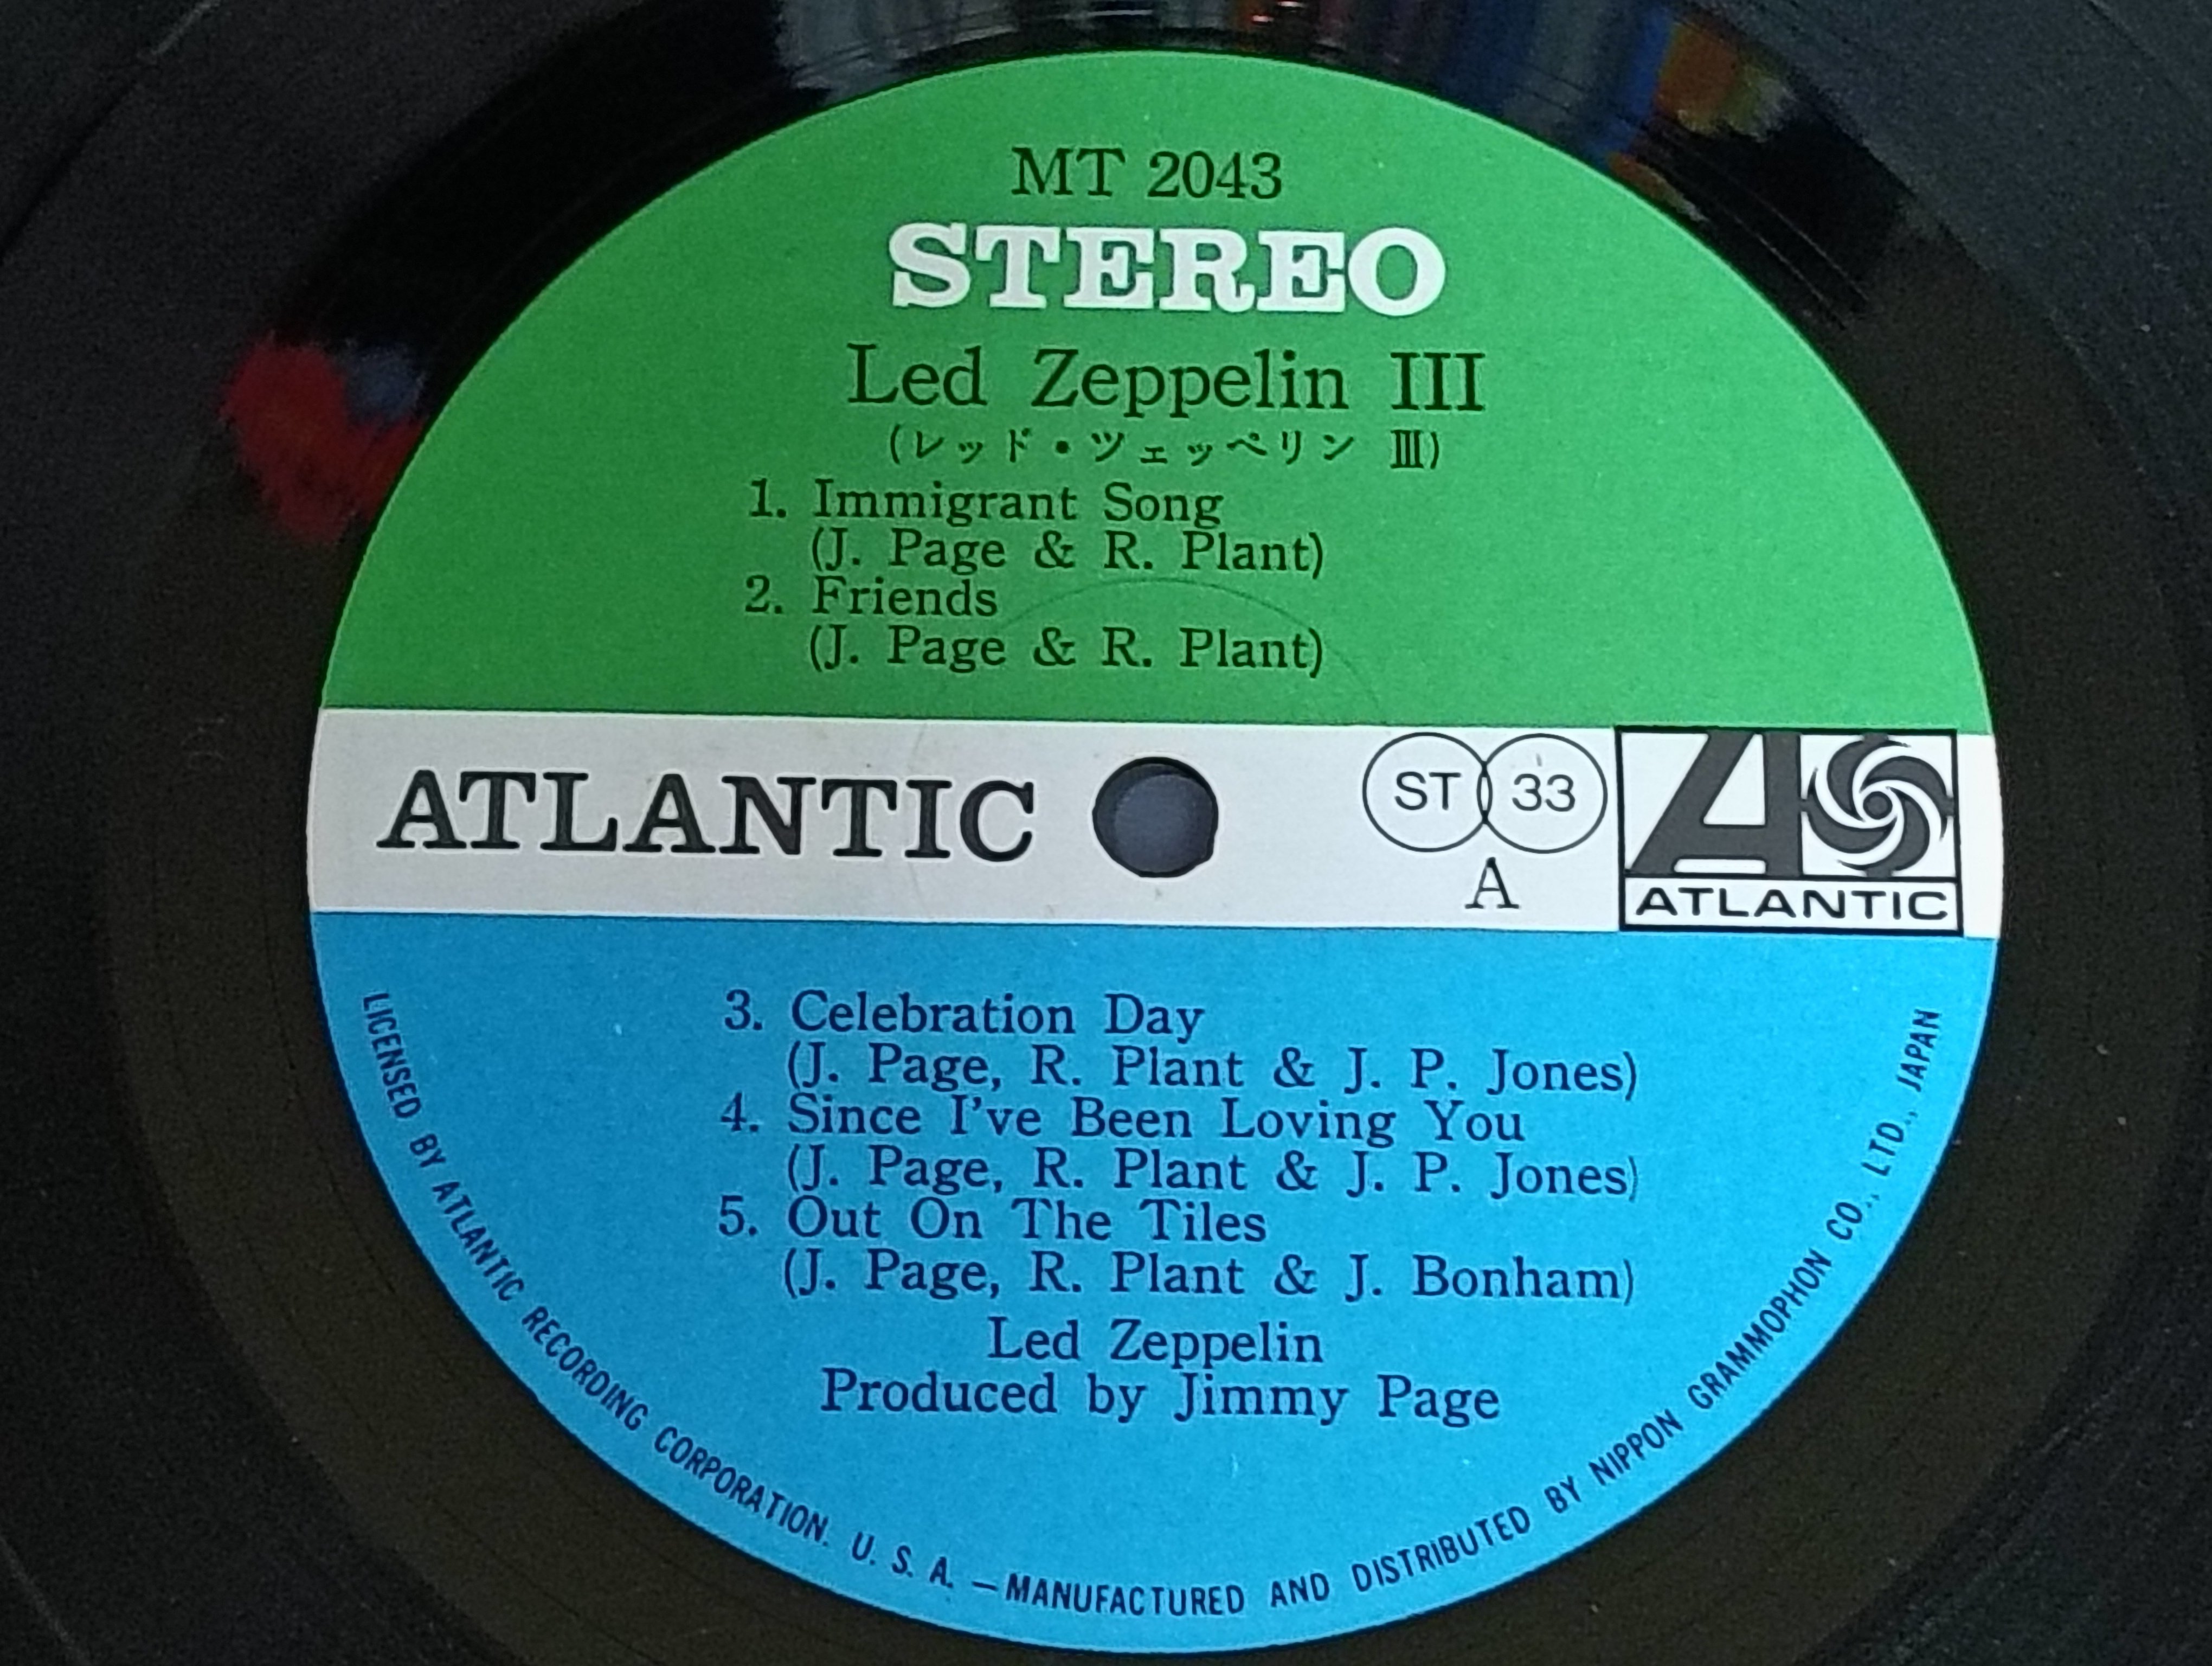 MT 2043
STEREO
Led Zeppelin III
(レッド・ツェッペリン Ⅲ)
1. Immigrant Song
(J. Page & R. Plant)
2. Friends
(J. Page & R. Plant)
ATLANTIC
ST 33
A
ATLANTIC
3. Celebration Day
(J. Page, R. Plant & J. P. Jones)
4. Since I've Been Loving You
(J. Page, R. Plant & J. P. Jones)
5. Out On The Tiles
(J. Page, R. Plant & J. Bonham)
Led Zeppelin
Produced by Jimmy Page
LICENSED BY ATLANTIC RECORDING CORPORATION. U. S. A. — MANUFACTURED AND DISTRIBUTED BY NIPPON GRAMMOPHON CO., LTD., JAPAN